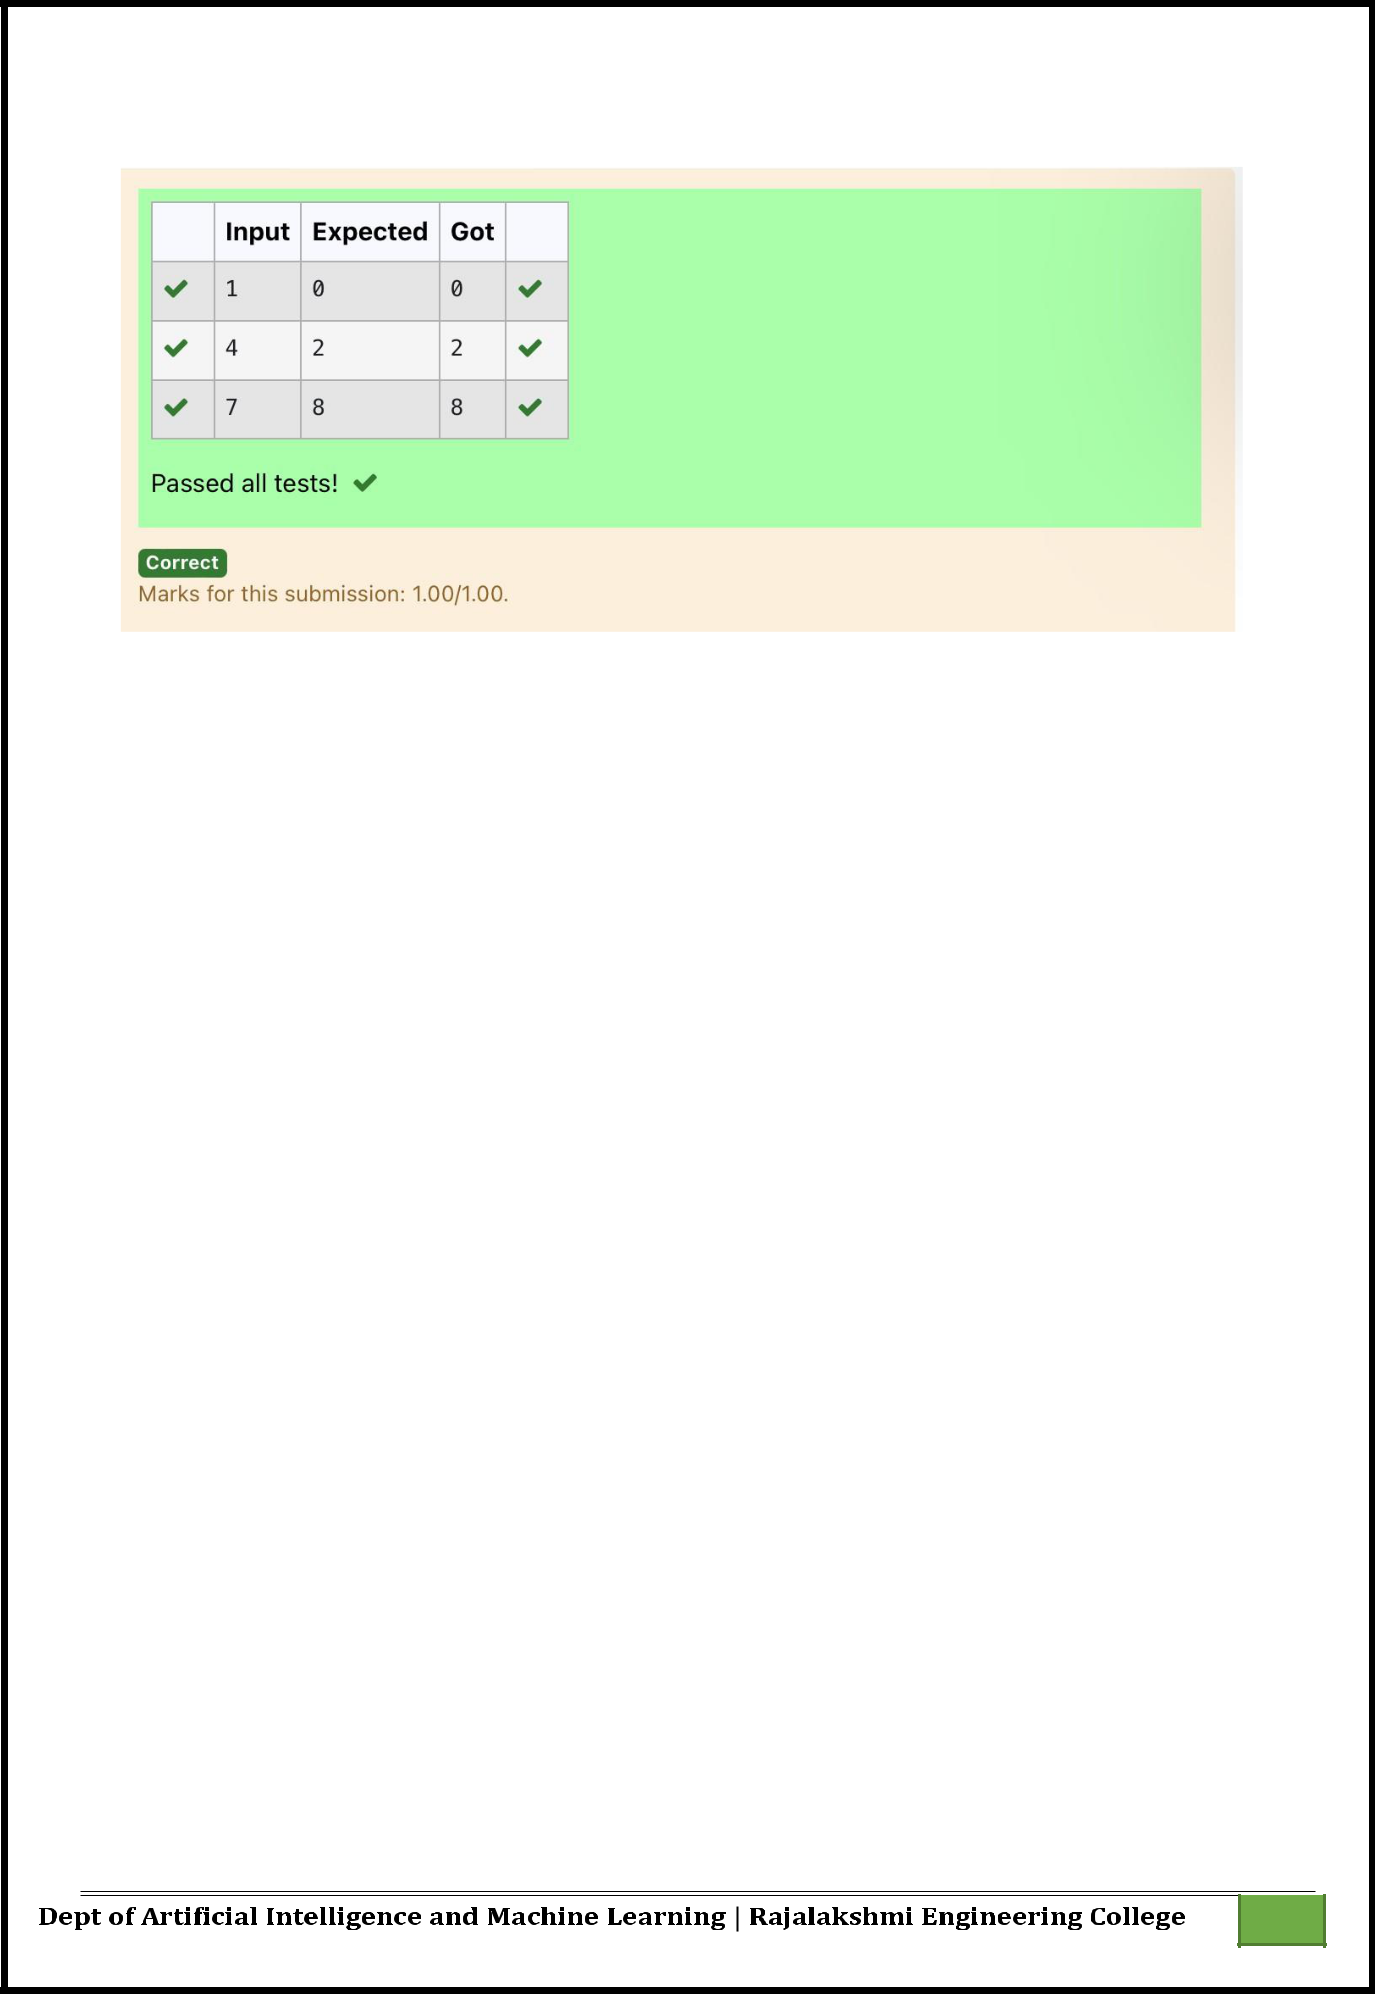 Input Expected Got
1 0 0
4 2 2
7 8 8
Passed all tests!
Correct
Marks for this submission: 1.00/1.00.
Dept of Artificial Intelligence and Machine Learning | Rajalakshmi Engineering College